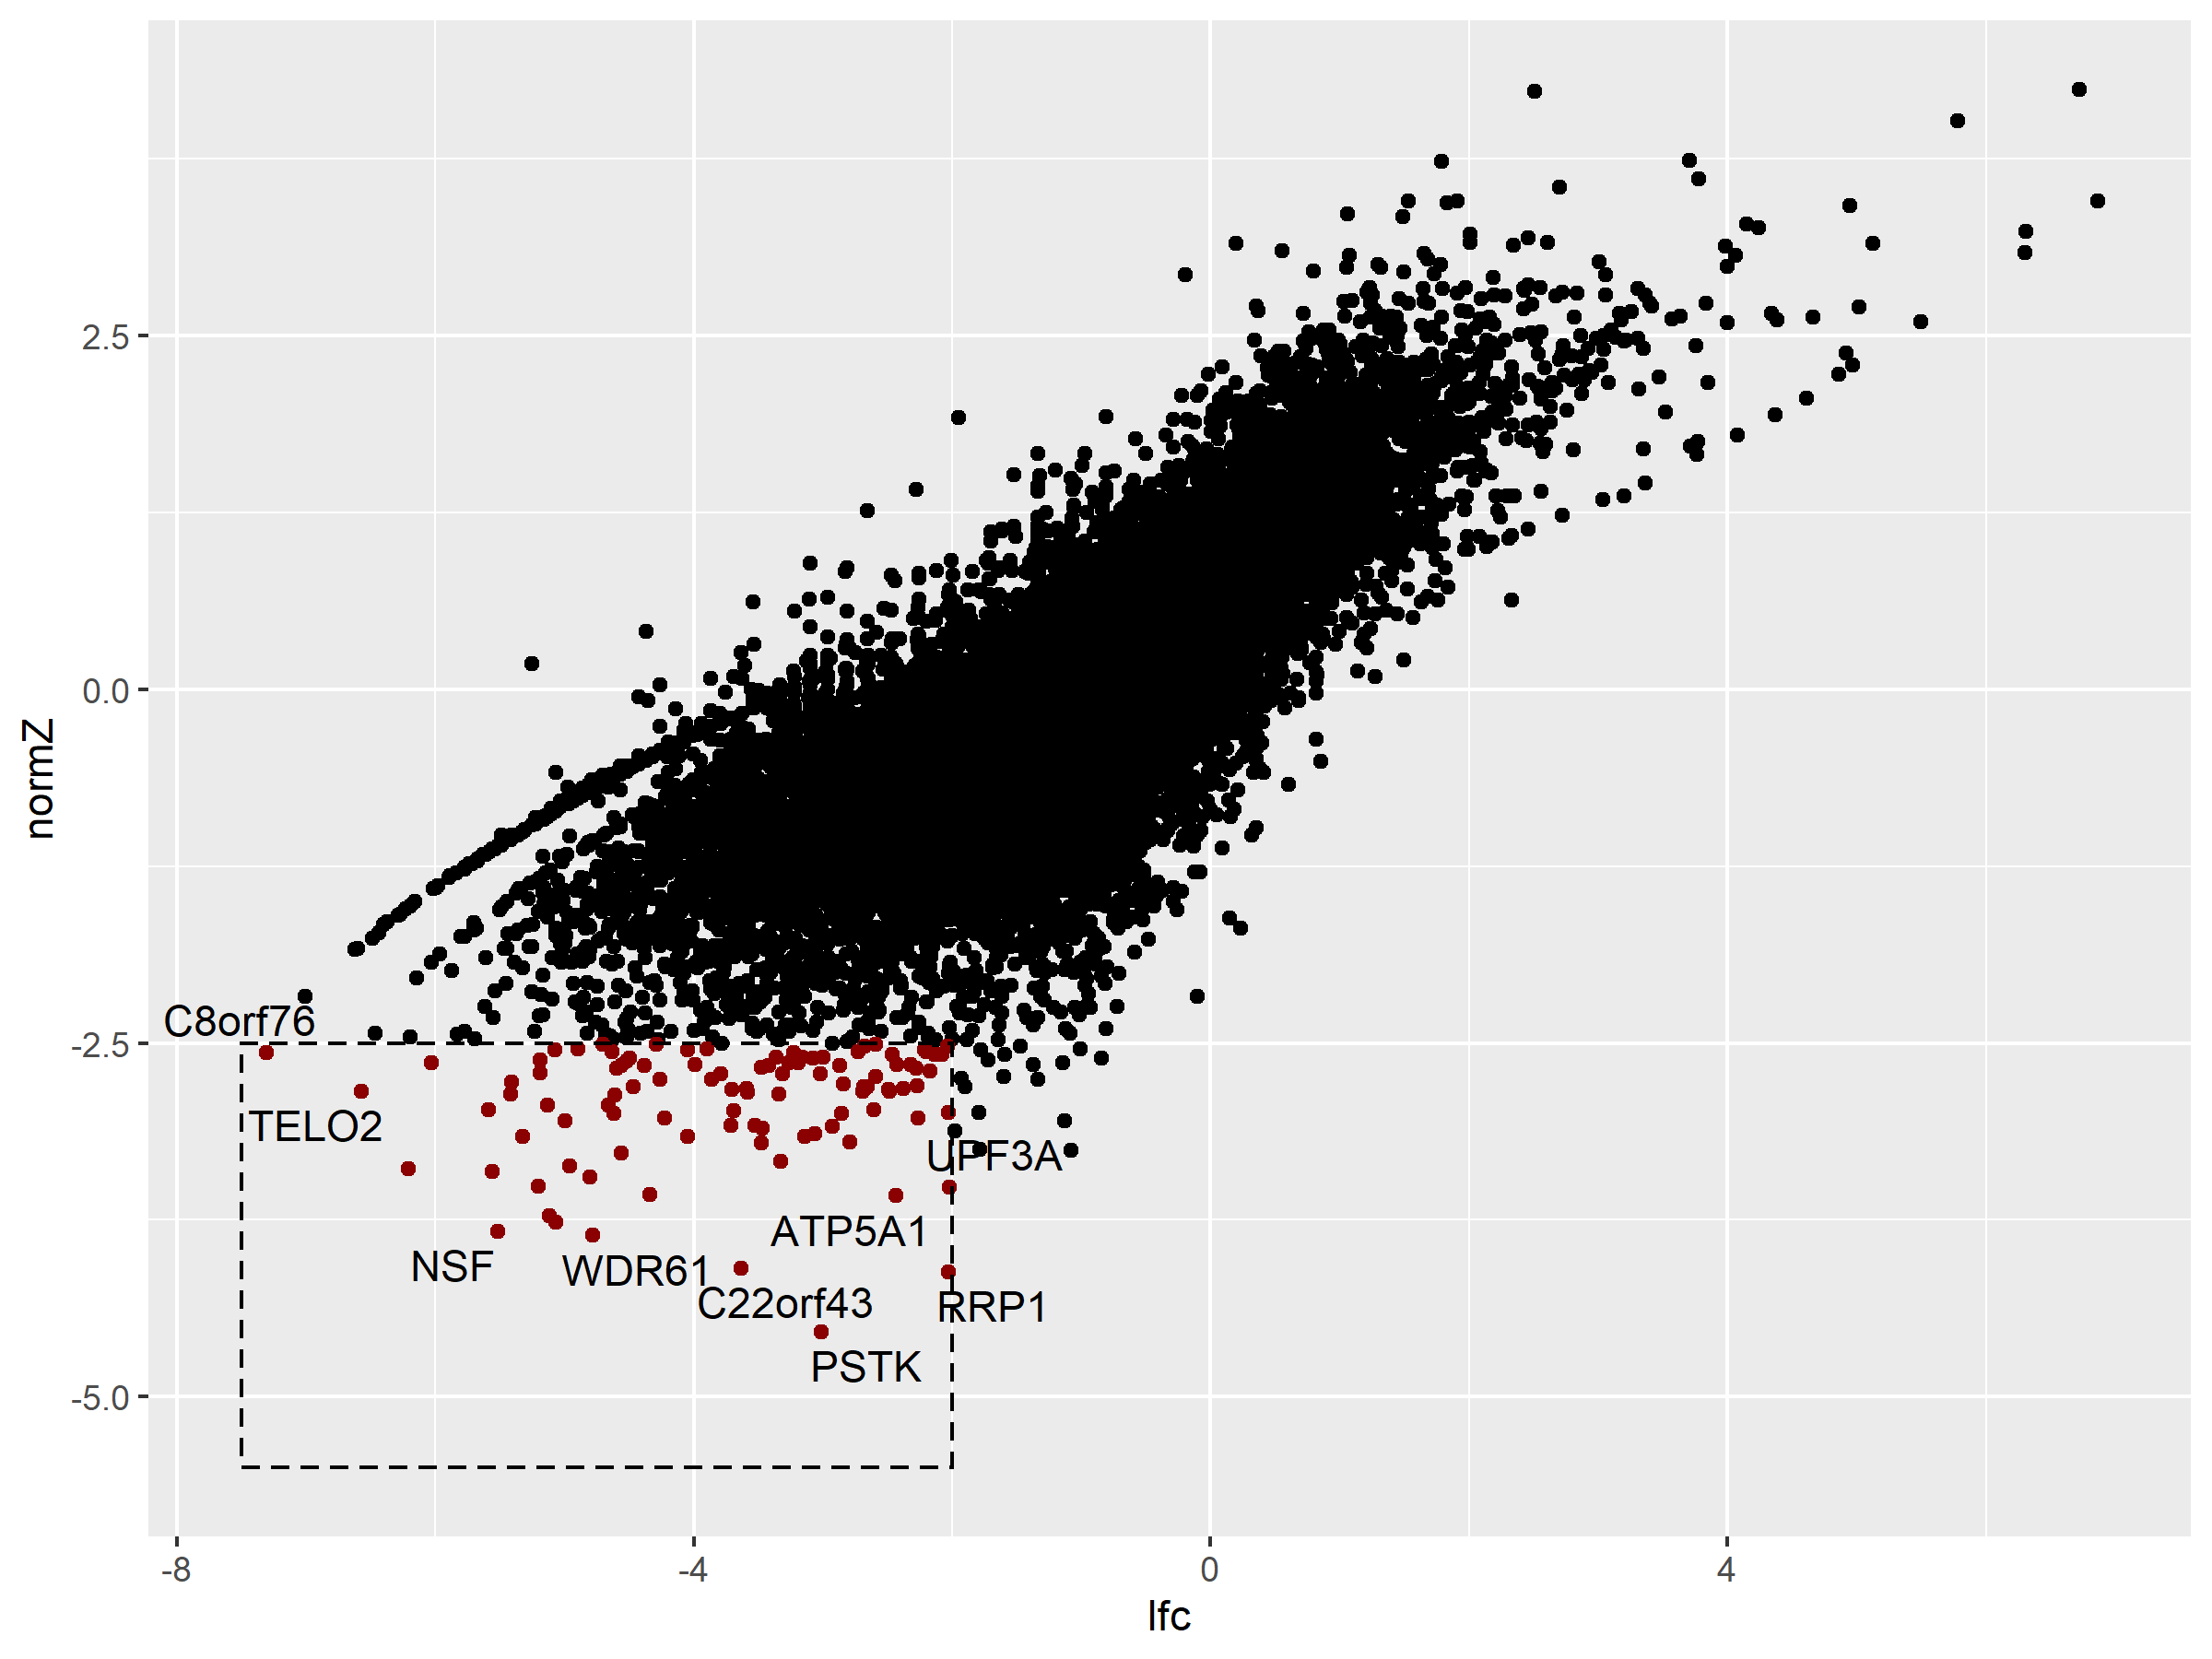 2.5
0.0
-2.5
-5.0
normZ
C8orf76
TELO2
UPF3A
ATP5A1
NSF
WDR61
C22orf43
RRP1
PSTK
-8
-4
0
4
lfc